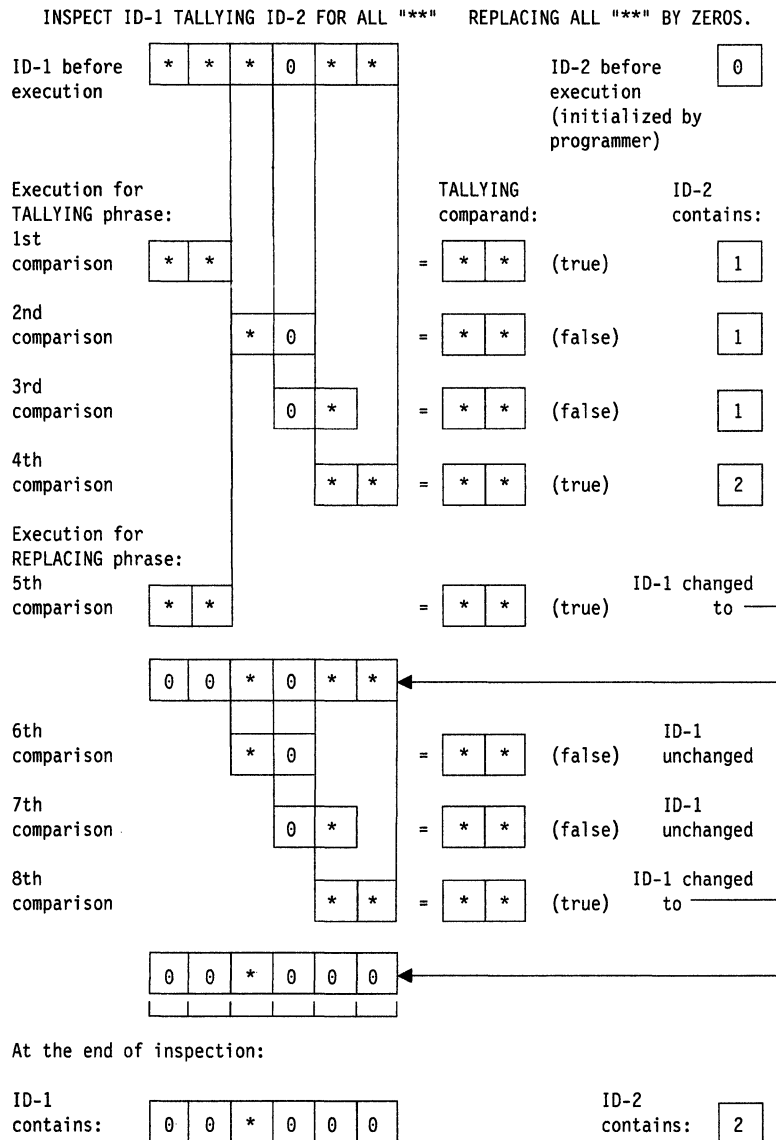 INSPECT ID-1 TALLYING ID-2 FOR ALL "**" REPLACING ALL "**" BY ZEROS.
ID-1 before * * * 0 * * ID-2 before 0
execution execution
(initialized by
programmer)
Execution for TALLYING ID-2
TALLYING phrase: comparand: contains:
1st
comparison * * = * * (true) 1
2nd
comparison * 0 = * * (false) 1
3rd
comparison 0 * = * * (false) 1
4th
comparison * * = * * (true) 2
Execution for
REPLACING phrase:
5th ID-1 changed
comparison * * = * * (true) to
0 0 * 0 * *
6th ID-1
comparison * 0 = * * (false) unchanged
7th ID-1
comparison 0 * = * * (false) unchanged
8th ID-1 changed
comparison * * = * * (true) to
0 0 * 0 0 0
At the end of inspection:
ID-1 ID-2
contains: 0 0 * 0 0 0 contains: 2